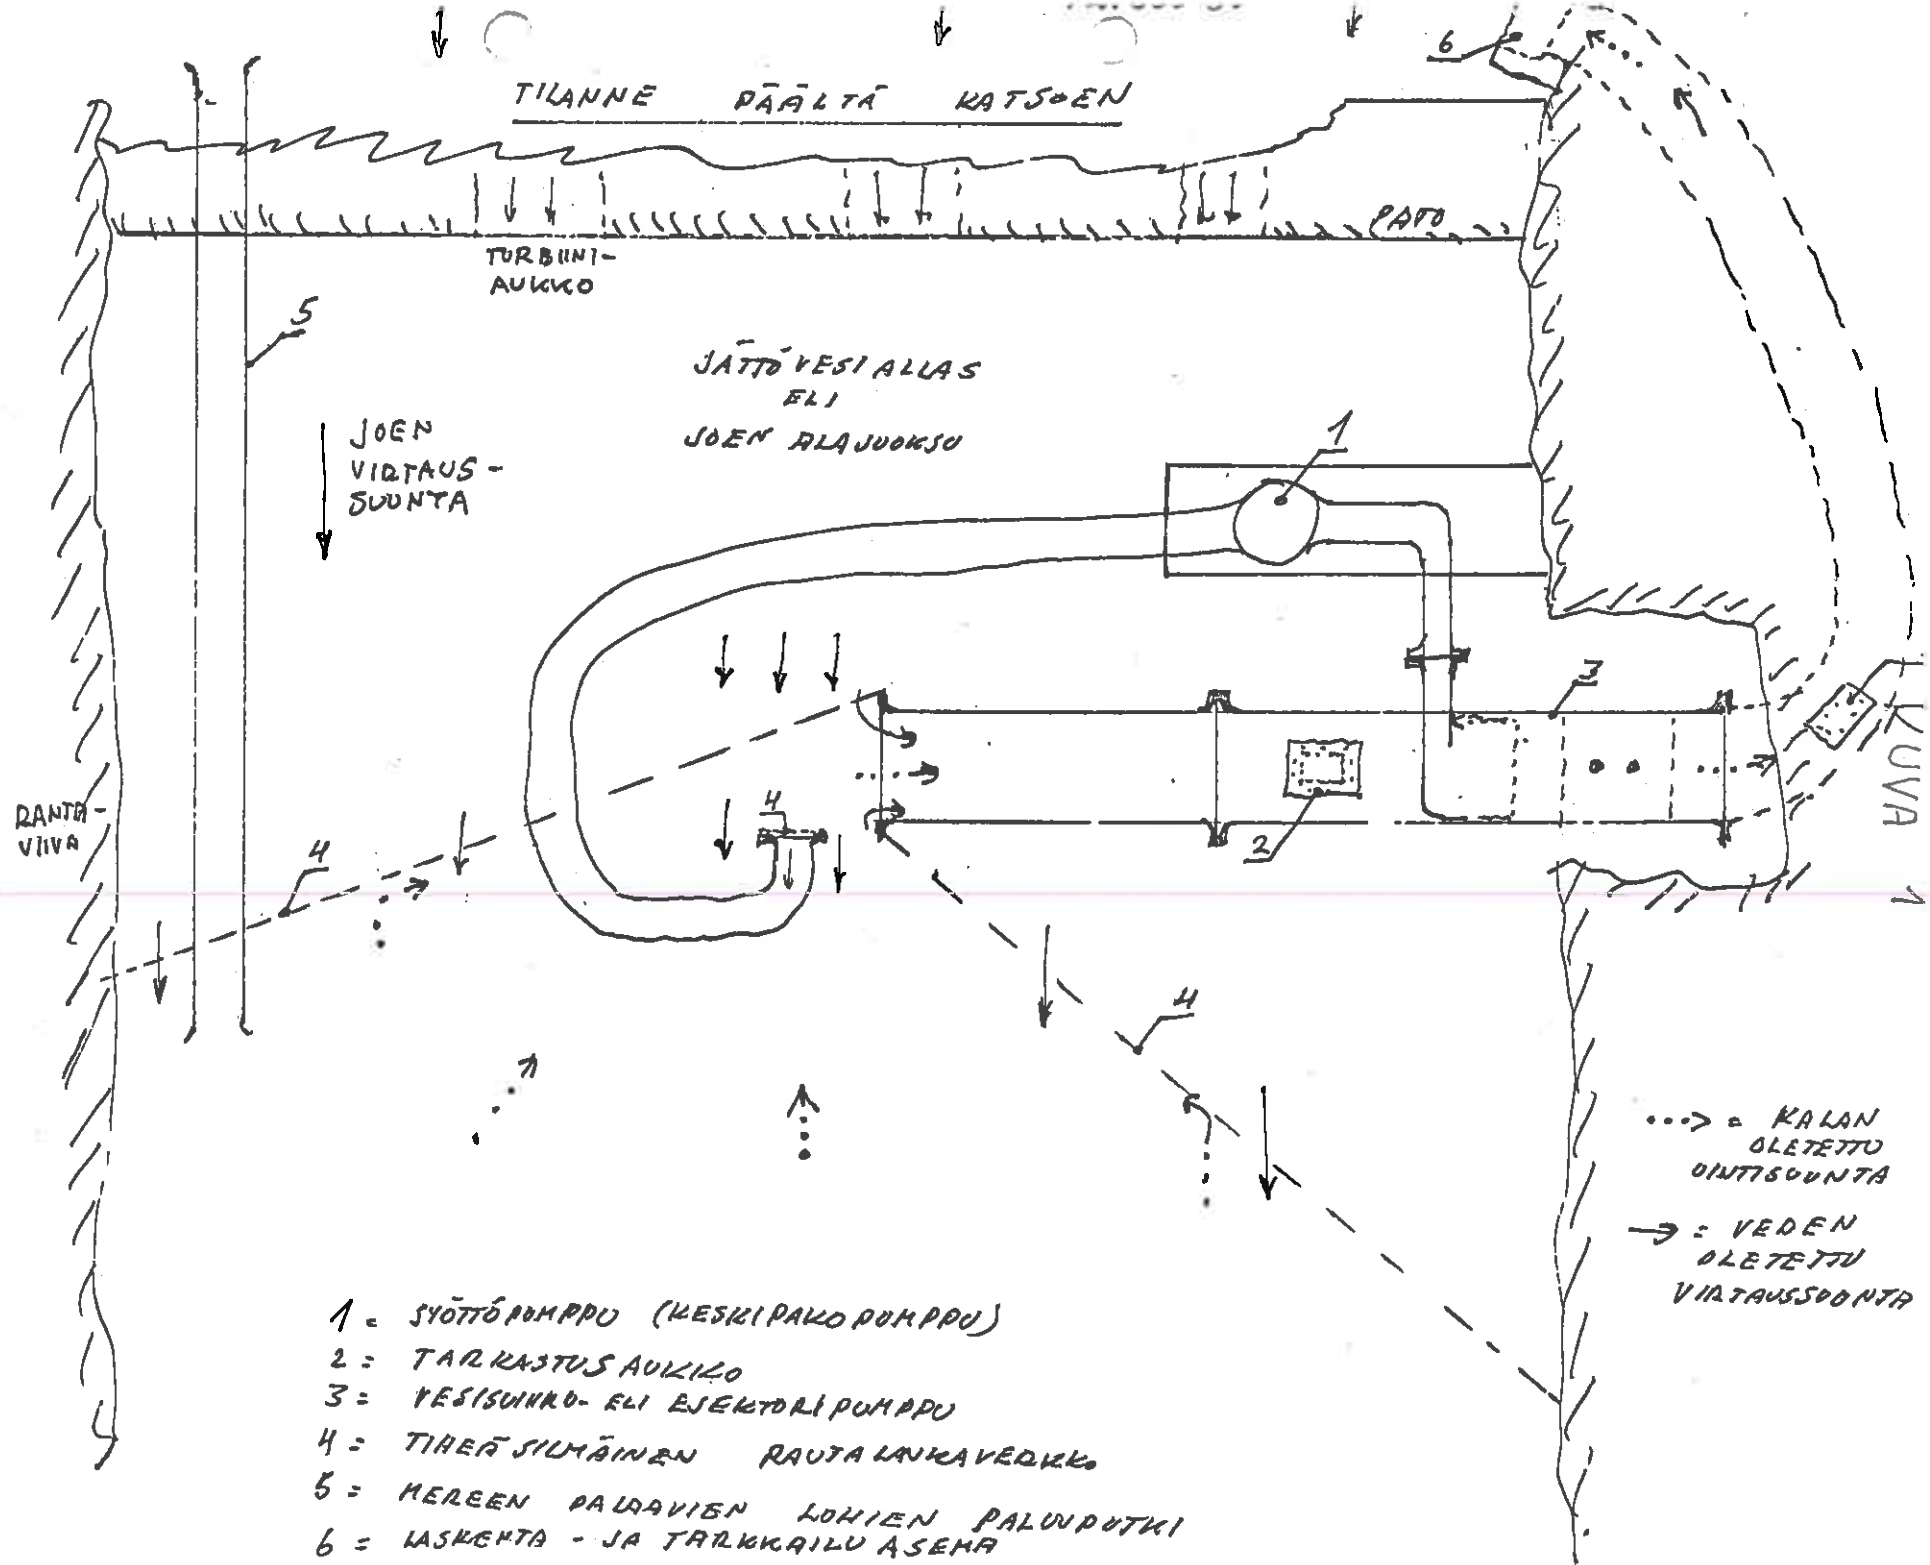 TILANNE PÄÄLTÄ KATSOEN
6
PATO
TURBIINI-
AUKKO
5
JÄTTÖVESIALLAS
ELI
JOEN ALAJUOKSU
JOEN
VIRTAUS-
SUUNTA
1
3
1
KUVA 1
4
2
RANTA-
VIIVA
4
4
...> = KALAN
OLETETTU
UINTISUUNTA
→ = VEDEN
OLETETTU
VIRTAUSSUUNTA
1 = SYÖTTÖPUMPPU (KESKIPAKOPUMPPU)
2 = TARKASTUSAUKKO
3 = VESISUIHKU- ELI EJEKTORIPUMPPU
4 = TIHEÄSILMÄINEN RAUTALANKAVERKKO
5 = MEREEN PALAAVIEN LOHIEN PALUUPUTKI
6 = LASKENTA - JA TARKKAILUASEMA